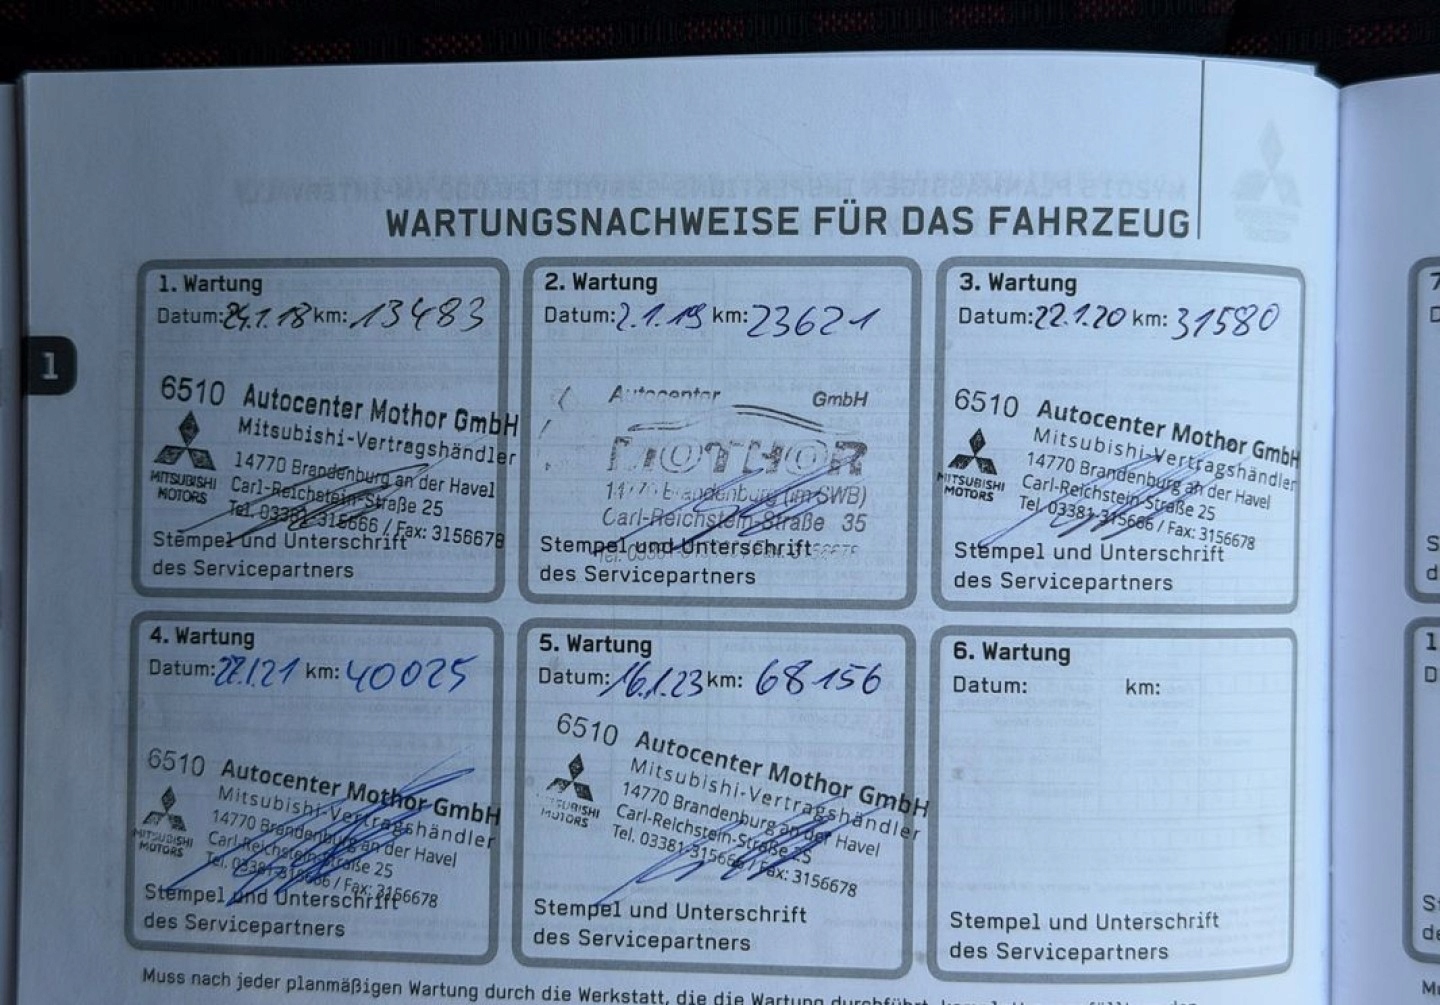 WARTUNGSNACHWEISE FÜR DAS FAHRZEUG
1
1. Wartung
Datum: 24.1.18 km: 13483
6510 Autocenter Mothor GmbH
Mitsubishi-Vertragshändler
14770 Brandenburg an der Havel
MITSUBISHI MOTORS
Carl-Reichstein-Straße 25
Tel. 03381-315666 / Fax: 3156678
Stempel und Unterschrift
des Servicepartners
2. Wartung
Datum: 2.1.19 km: 23621
Autocenter GmbH
MOTHOR
14770 Brandenburg (im SWB)
Carl-Reichstein-Straße 35
Stempel und Unterschrift
des Servicepartners
3. Wartung
Datum: 22.1.20 km: 31580
6510 Autocenter Mothor GmbH
Mitsubishi-Vertragshändler
14770 Brandenburg an der Havel
MITSUBISHI MOTORS
Carl-Reichstein-Straße 25
Tel. 03381-315666 / Fax: 3156678
Stempel und Unterschrift
des Servicepartners
4. Wartung
Datum: km: 40025
6510 Autocenter Mothor GmbH
Mitsubishi-Vertragshändler
14770 Brandenburg an der Havel
MITSUBISHI MOTORS
Carl-Reichstein-Straße 25
Tel. 03381-315666 / Fax: 3156678
Stempel und Unterschrift
des Servicepartners
5. Wartung
Datum: 16.1.23 km: 68156
6510 Autocenter Mothor GmbH
Mitsubishi-Vertragshändler
14770 Brandenburg an der Havel
MITSUBISHI MOTORS
Carl-Reichstein-Straße 25
Tel. 03381-315666 / Fax: 3156678
Stempel und Unterschrift
des Servicepartners
6. Wartung
Datum: km:
Stempel und Unterschrift
des Servicepartners
Muss nach jeder planmäßigen Wartung durch die Werkstatt, die die Wartung